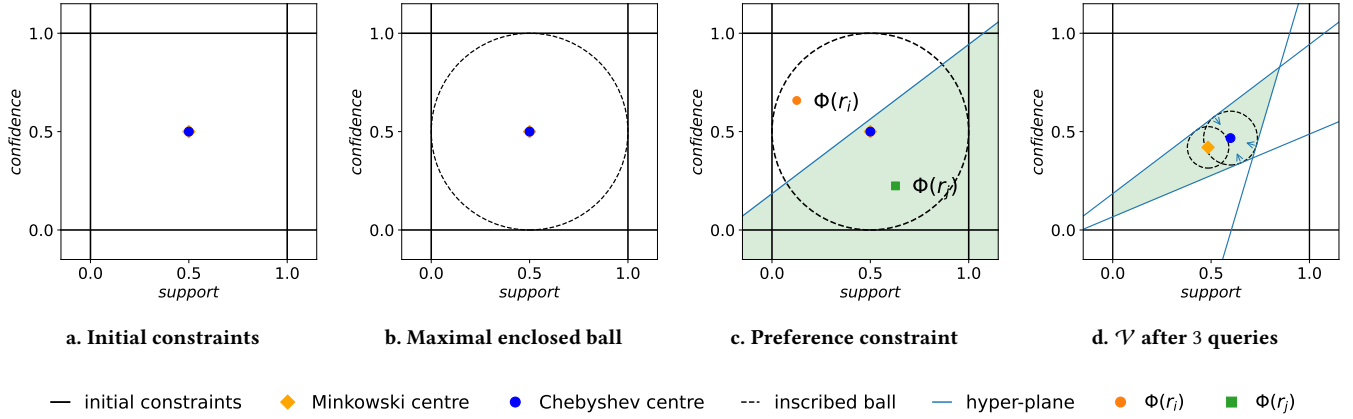 1.0
0.5
0.0
confidence
0.0 0.5 1.0
support
a. Initial constraints
1.0
0.5
0.0
confidence
0.0 0.5 1.0
support
b. Maximal enclosed ball
1.0
0.5
0.0
confidence
Φ(rᵢ)
Φ(rⱼ)
0.0 0.5 1.0
support
c. Preference constraint
1.0
0.5
0.0
confidence
0.0 0.5 1.0
support
d. 𝒱 after 3 queries
initial constraints Minkowski centre Chebyshev centre inscribed ball hyper-plane Φ(rᵢ) Φ(rⱼ)